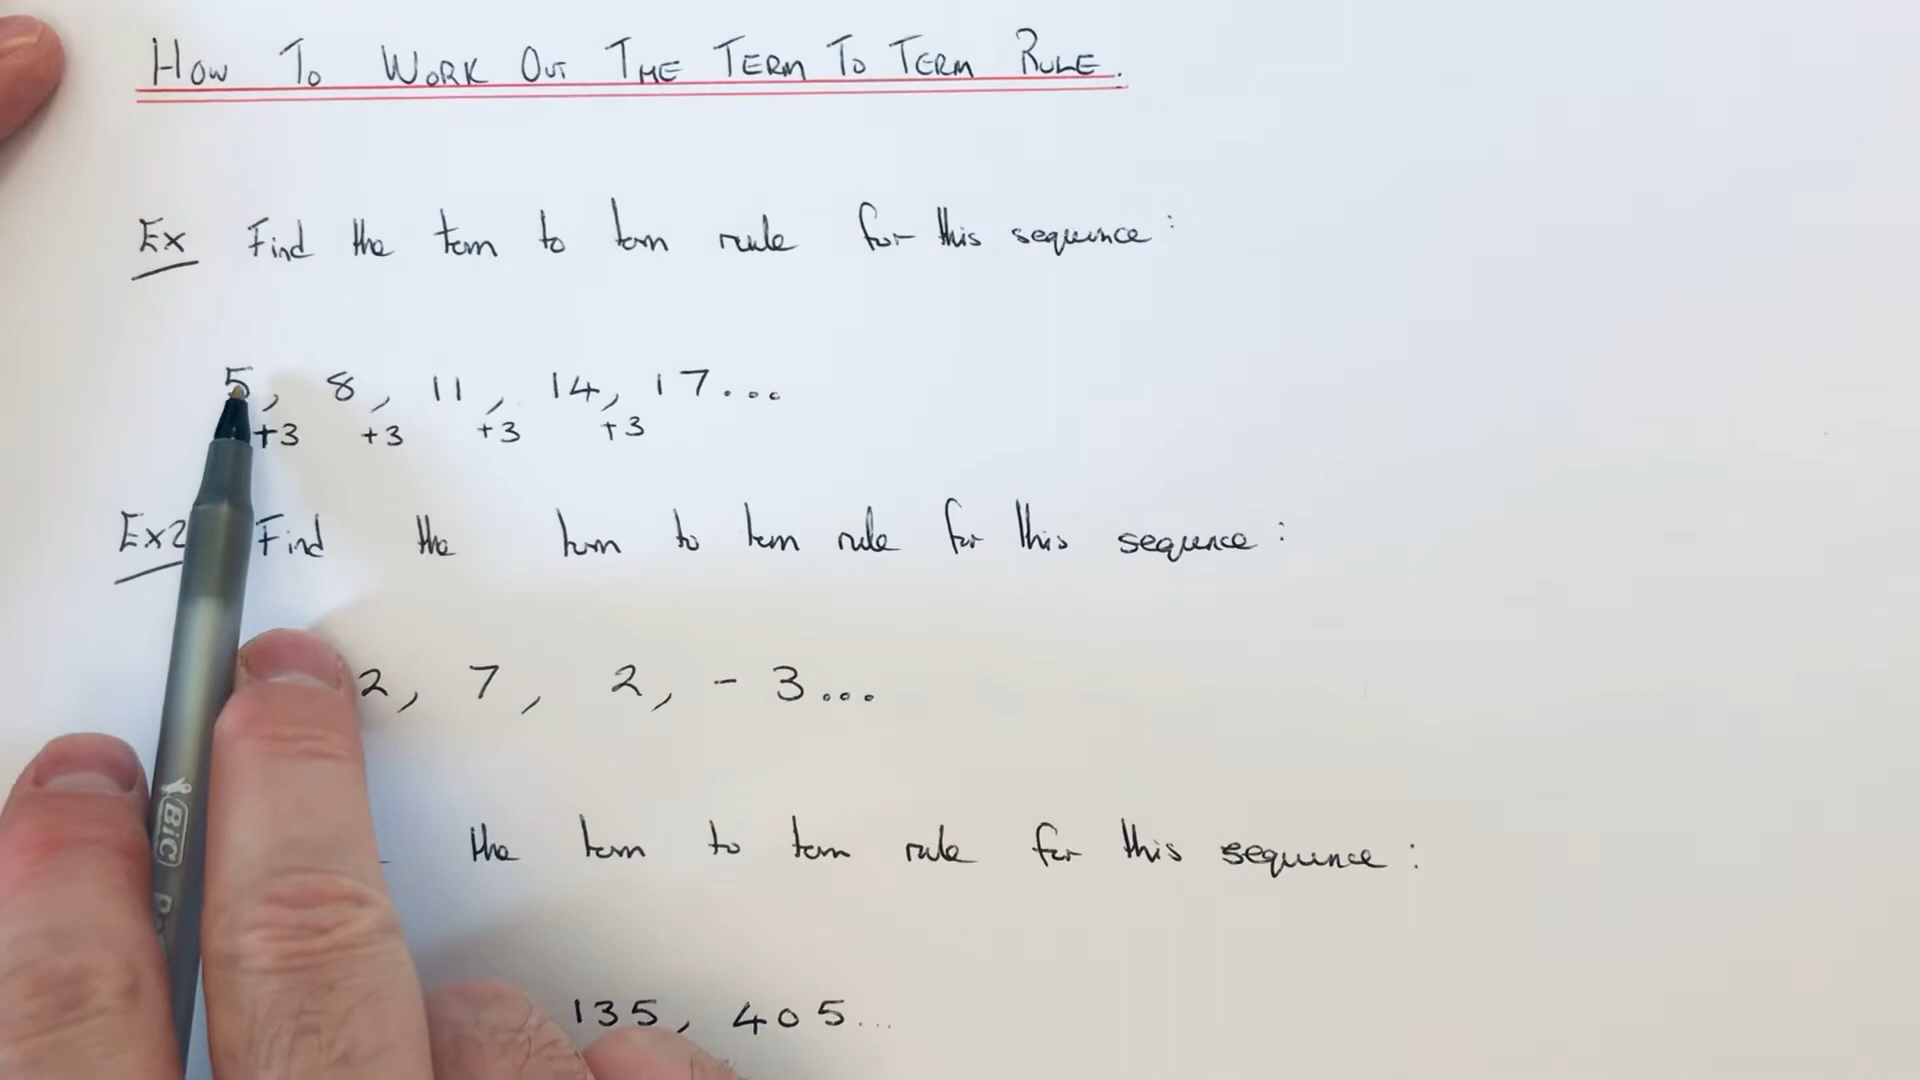 HOW TO WORK OUT THE TERM TO TERM RULE.
Ex Find the term to term rule for this sequence:
5, 8, 11, 14, 17...
+3 +3 +3 +3
Ex2 Find the term to term rule for this sequence:
2, 7, 2, -3...
the term to term rule for this sequence:
135, 405...
BIC